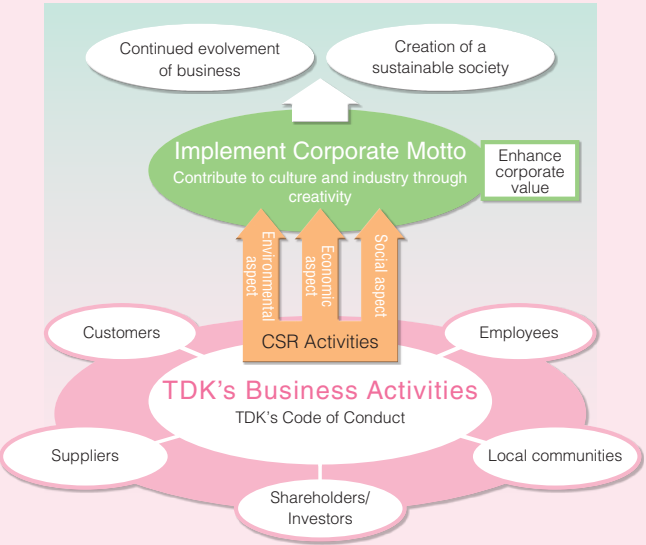 Continued evolvement
of business
Creation of a
sustainable society
Implement Corporate Motto
Contribute to culture and industry through
creativity
Enhance
corporate
value
Environmental
aspect
Economic
aspect
Social aspect
CSR Activities
Customers
Employees
TDK's Business Activities
TDK's Code of Conduct
Suppliers
Local communities
Shareholders/
Investors